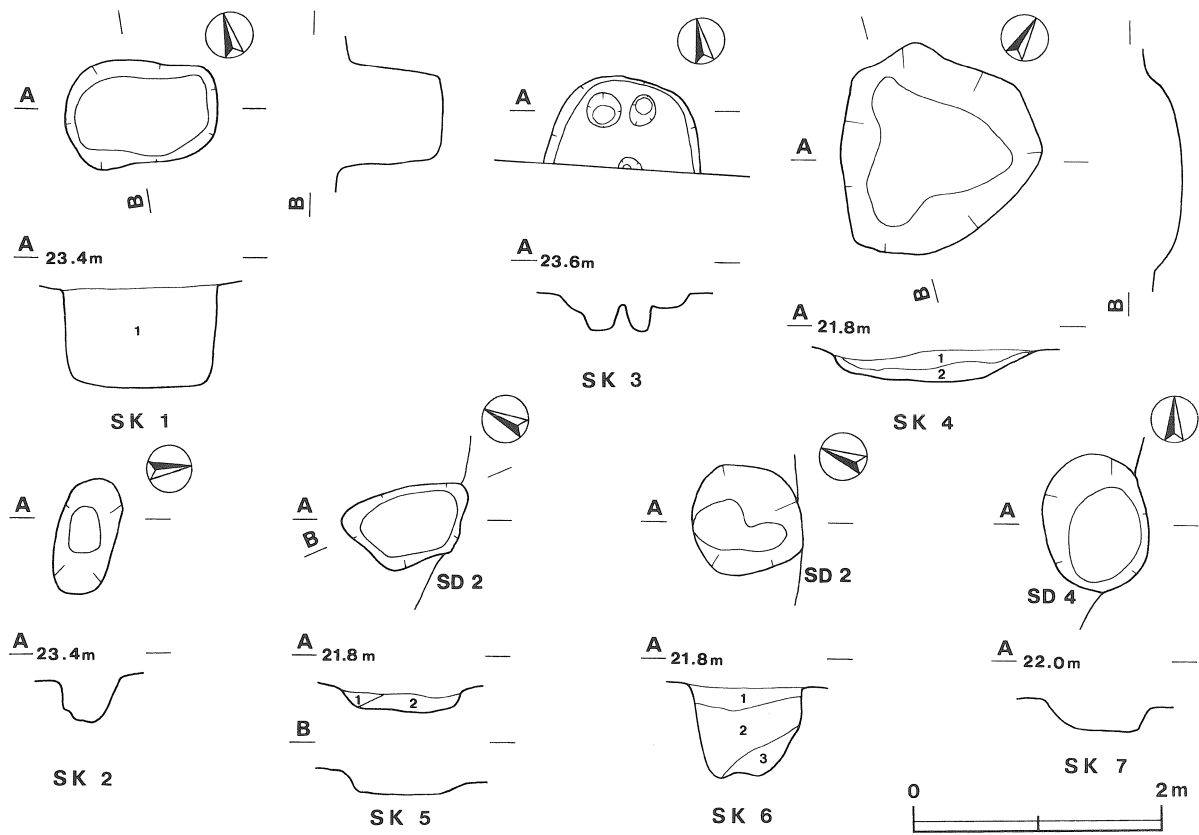 A
B
B
A 23.4m
1
SK 1
A
A 23.6m
SK 3
A
B
B
A 21.8m
1
2
SK 4
A
A 23.4m
SK 2
A
B
SD 2
A 21.8m
1 2
B
SK 5
A
SD 2
A 21.8m
1
2
3
SK 6
A
SD 4
A 22.0m
SK 7
0 2m